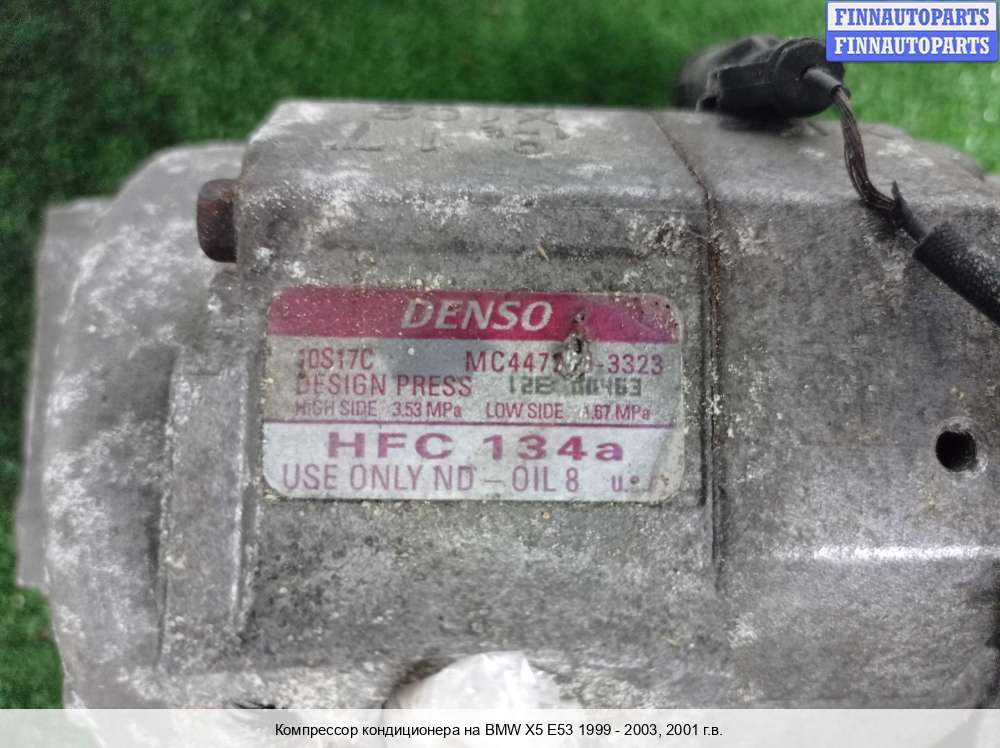 FINNAUTOPARTS
FINNAUTOPARTS
DENSO
10S17C
DESIGN PRESS
HIGH SIDE 3.53 MPa LOW SIDE 1.67 MPa
HFC 134a
USE ONLY ND-OIL 8
Компрессор кондиционера на BMW X5 E53 1999 - 2003, 2001 г.в.